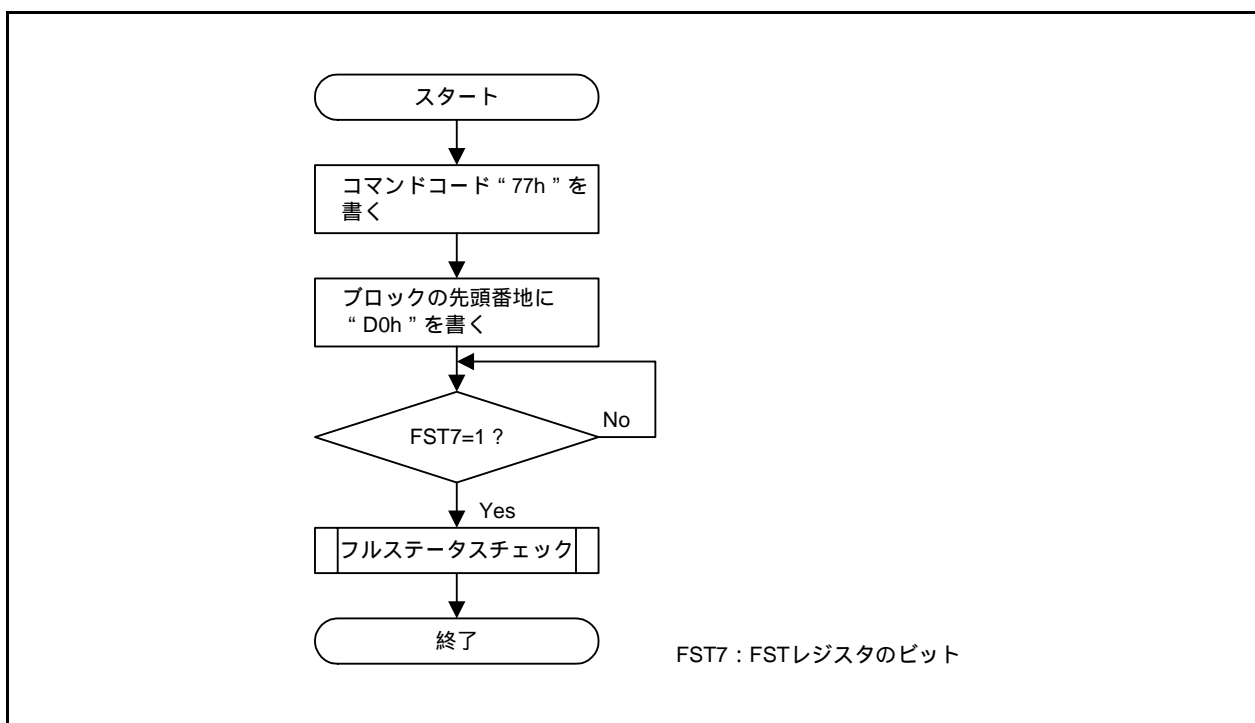 スタート
コマンドコード“77h”を
書く
ブロックの先頭番地に
“D0h”を書く
FST7=1 ?
No
Yes
フルステータスチェック
終了
FST7：FSTレジスタのビット